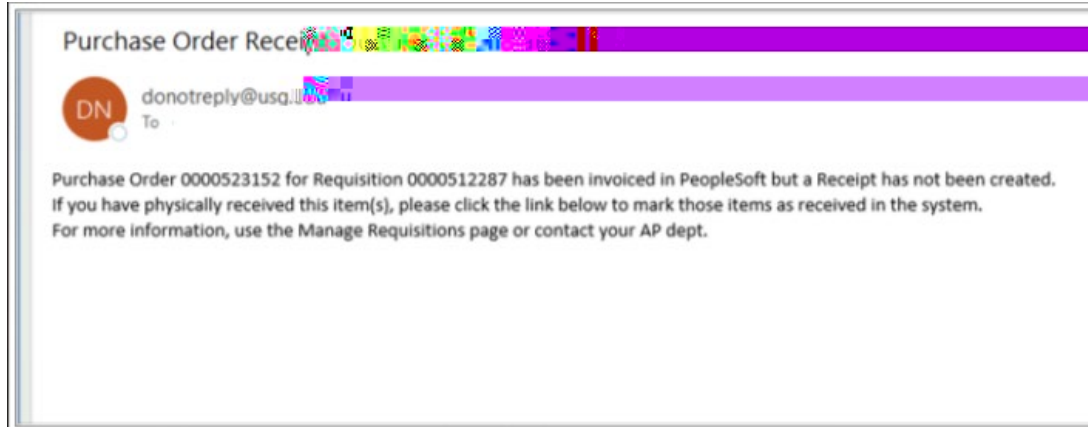 Purchase Order
DN
donotreply@usg.
To
Purchase Order 0000523152 for Requisition 0000512287 has been invoiced in PeopleSoft but a Receipt has not been created.
If you have physically received this item(s), please click the link below to mark those items as received in the system.
For more information, use the Manage Requisitions page or contact your AP dept.